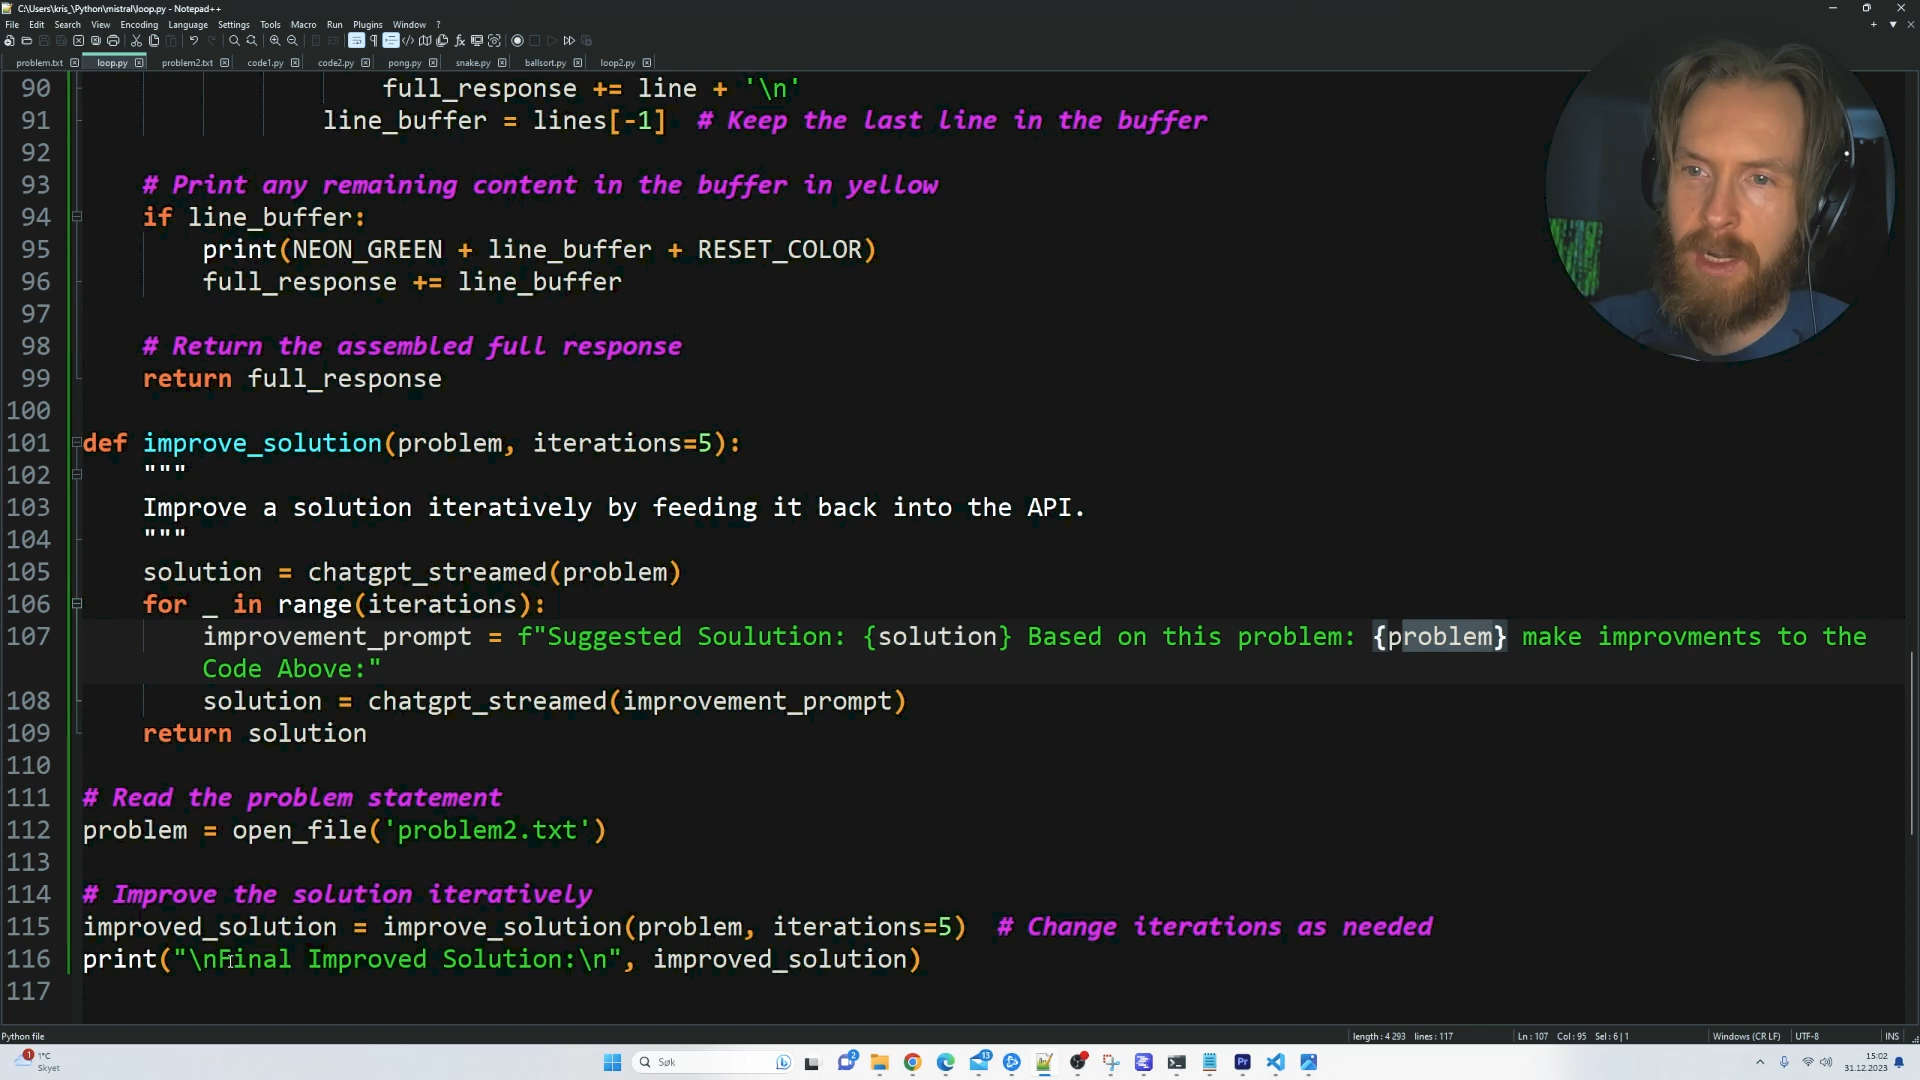 C:\Users\kris_\Python\mistral\loop.py - Notepad++
File Edit Search View Encoding Language Settings Tools Macro Run Plugins Window ?
problem.txt loop.py problem2.txt code1.py code2.py pong.py snake.py ballsort.py loop2.py
90 full_response += line + '\n'
91 line_buffer = lines[-1] # Keep the last line in the buffer
92
93 # Print any remaining content in the buffer in yellow
94 if line_buffer:
95 print(NEON_GREEN + line_buffer + RESET_COLOR)
96 full_response += line_buffer
97
98 # Return the assembled full response
99 return full_response
100
101 def improve_solution(problem, iterations=5):
102 """
103 Improve a solution iteratively by feeding it back into the API.
104 """
105 solution = chatgpt_streamed(problem)
106 for _ in range(iterations):
107 improvement_prompt = f"Suggested Soulution: {solution} Based on this problem: {problem} make improvments to the
Code Above:"
108 solution = chatgpt_streamed(improvement_prompt)
109 return solution
110
111 # Read the problem statement
112 problem = open_file('problem2.txt')
113
114 # Improve the solution iteratively
115 improved_solution = improve_solution(problem, iterations=5) # Change iterations as needed
116 print("\nFinal Improved Solution:\n", improved_solution)
117
Python file length : 4 293 lines : 117 Ln : 107 Col : 95 Sel : 6 | 1 Windows (CR LF) UTF-8 INS
1°C
Skyet
Søk
2
13
Pr
15:02
31.12.2023